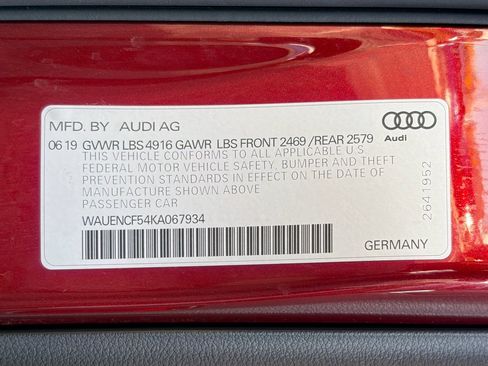 MFD. BY AUDI AG
Audi
06 19 GVWR LBS 4916 GAWR LBS FRONT 2469 /REAR 2579
THIS VEHICLE CONFORMS TO ALL APPLICABLE U.S.
FEDERAL MOTOR VEHICLE SAFETY, BUMPER AND THEFT
PREVENTION STANDARDS IN EFFECT ON THE DATE OF
MANUFACTURE SHOWN ABOVE
PASSENGER CAR
WAUENCF54KA067934
GERMANY
2641952